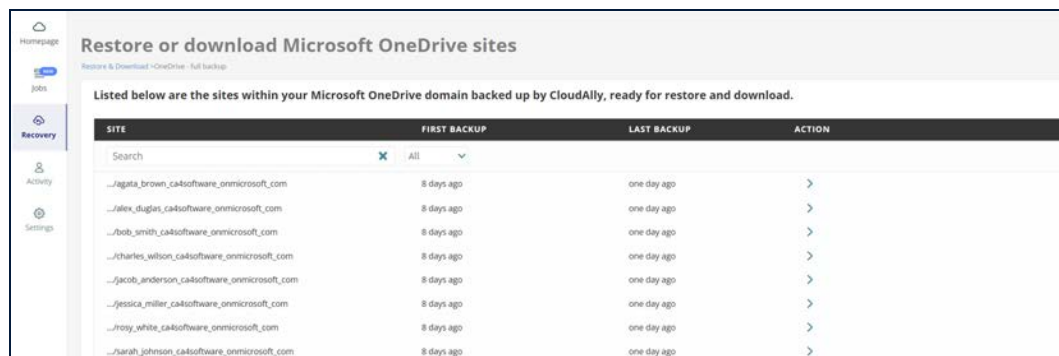 Homepage
NEW
Jobs
Recovery
Activity
Settings
Restore or download Microsoft OneDrive sites
Restore & Download >OneDrive - full backup
Listed below are the sites within your Microsoft OneDrive domain backed up by CloudAlly, ready for restore and download.
SITE FIRST BACKUP LAST BACKUP ACTION
Search All
.../agata_brown_ca4software_onmicrosoft_com 8 days ago one day ago
.../alex_duglas_ca4software_onmicrosoft_com 8 days ago one day ago
.../bob_smith_ca4software_onmicrosoft_com 8 days ago one day ago
.../charles_wilson_ca4software_onmicrosoft_com 8 days ago one day ago
.../jacob_anderson_ca4software_onmicrosoft_com 8 days ago one day ago
.../jessica_miller_ca4software_onmicrosoft_com 8 days ago one day ago
.../rosy_white_ca4software_onmicrosoft_com 8 days ago one day ago
.../sarah_johnson_ca4software_onmicrosoft_com 8 days ago one day ago